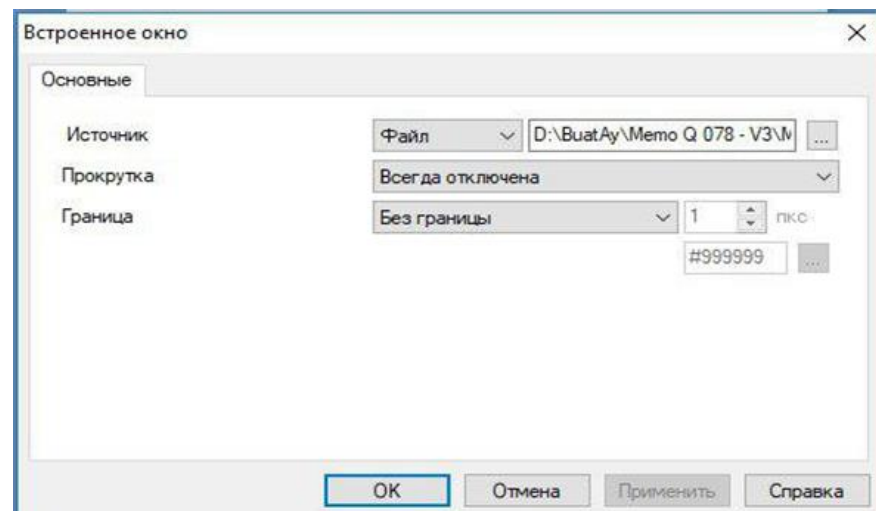 Встроенное окно
Основные
Источник Файл D:\BuatAy\Memo Q 078 - V3\M ...
Прокрутка Всегда отключена
Граница Без границы 1 пкс
#999999 ...
OK Отмена Применить Справка